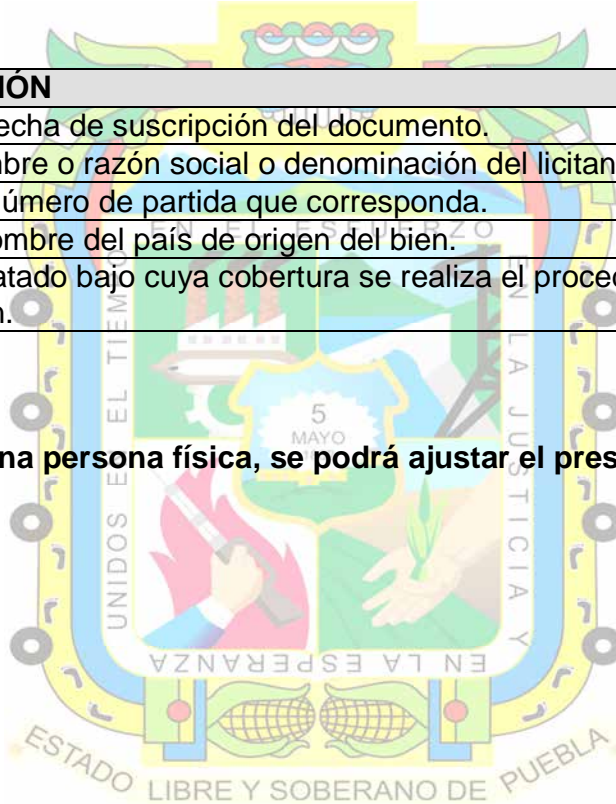 IÓN
echa de suscripción del documento.
bre o razón social o denominación del licitan
úmero de partida que corresponda.
ombre del país de origen del bien.
atado bajo cuya cobertura se realiza el proced
n.
na persona física, se podrá ajustar el pres
UNIDOS EN EL TIEMPO
EN EL ESFUERZO
EN LA JUSTICIA Y
EN LA ESPERANZA
5
MAYO
ESTADO LIBRE Y SOBERANO DE PUEBLA